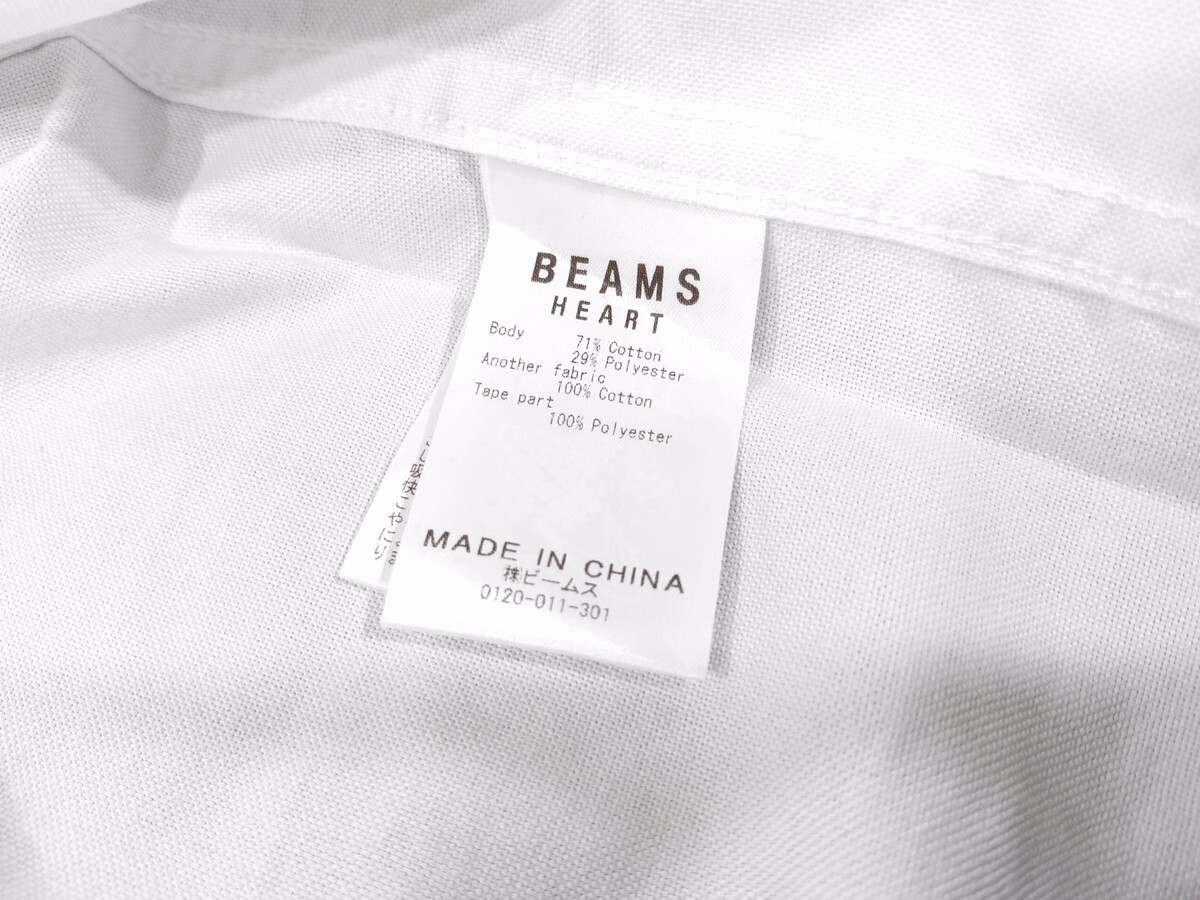 BEAMS
HEART
Body
71% Cotton
29% Polyester
Another fabric
100% Cotton
Tape part
100% Polyester
MADE IN CHINA
㈱ビームス
0120-011-301